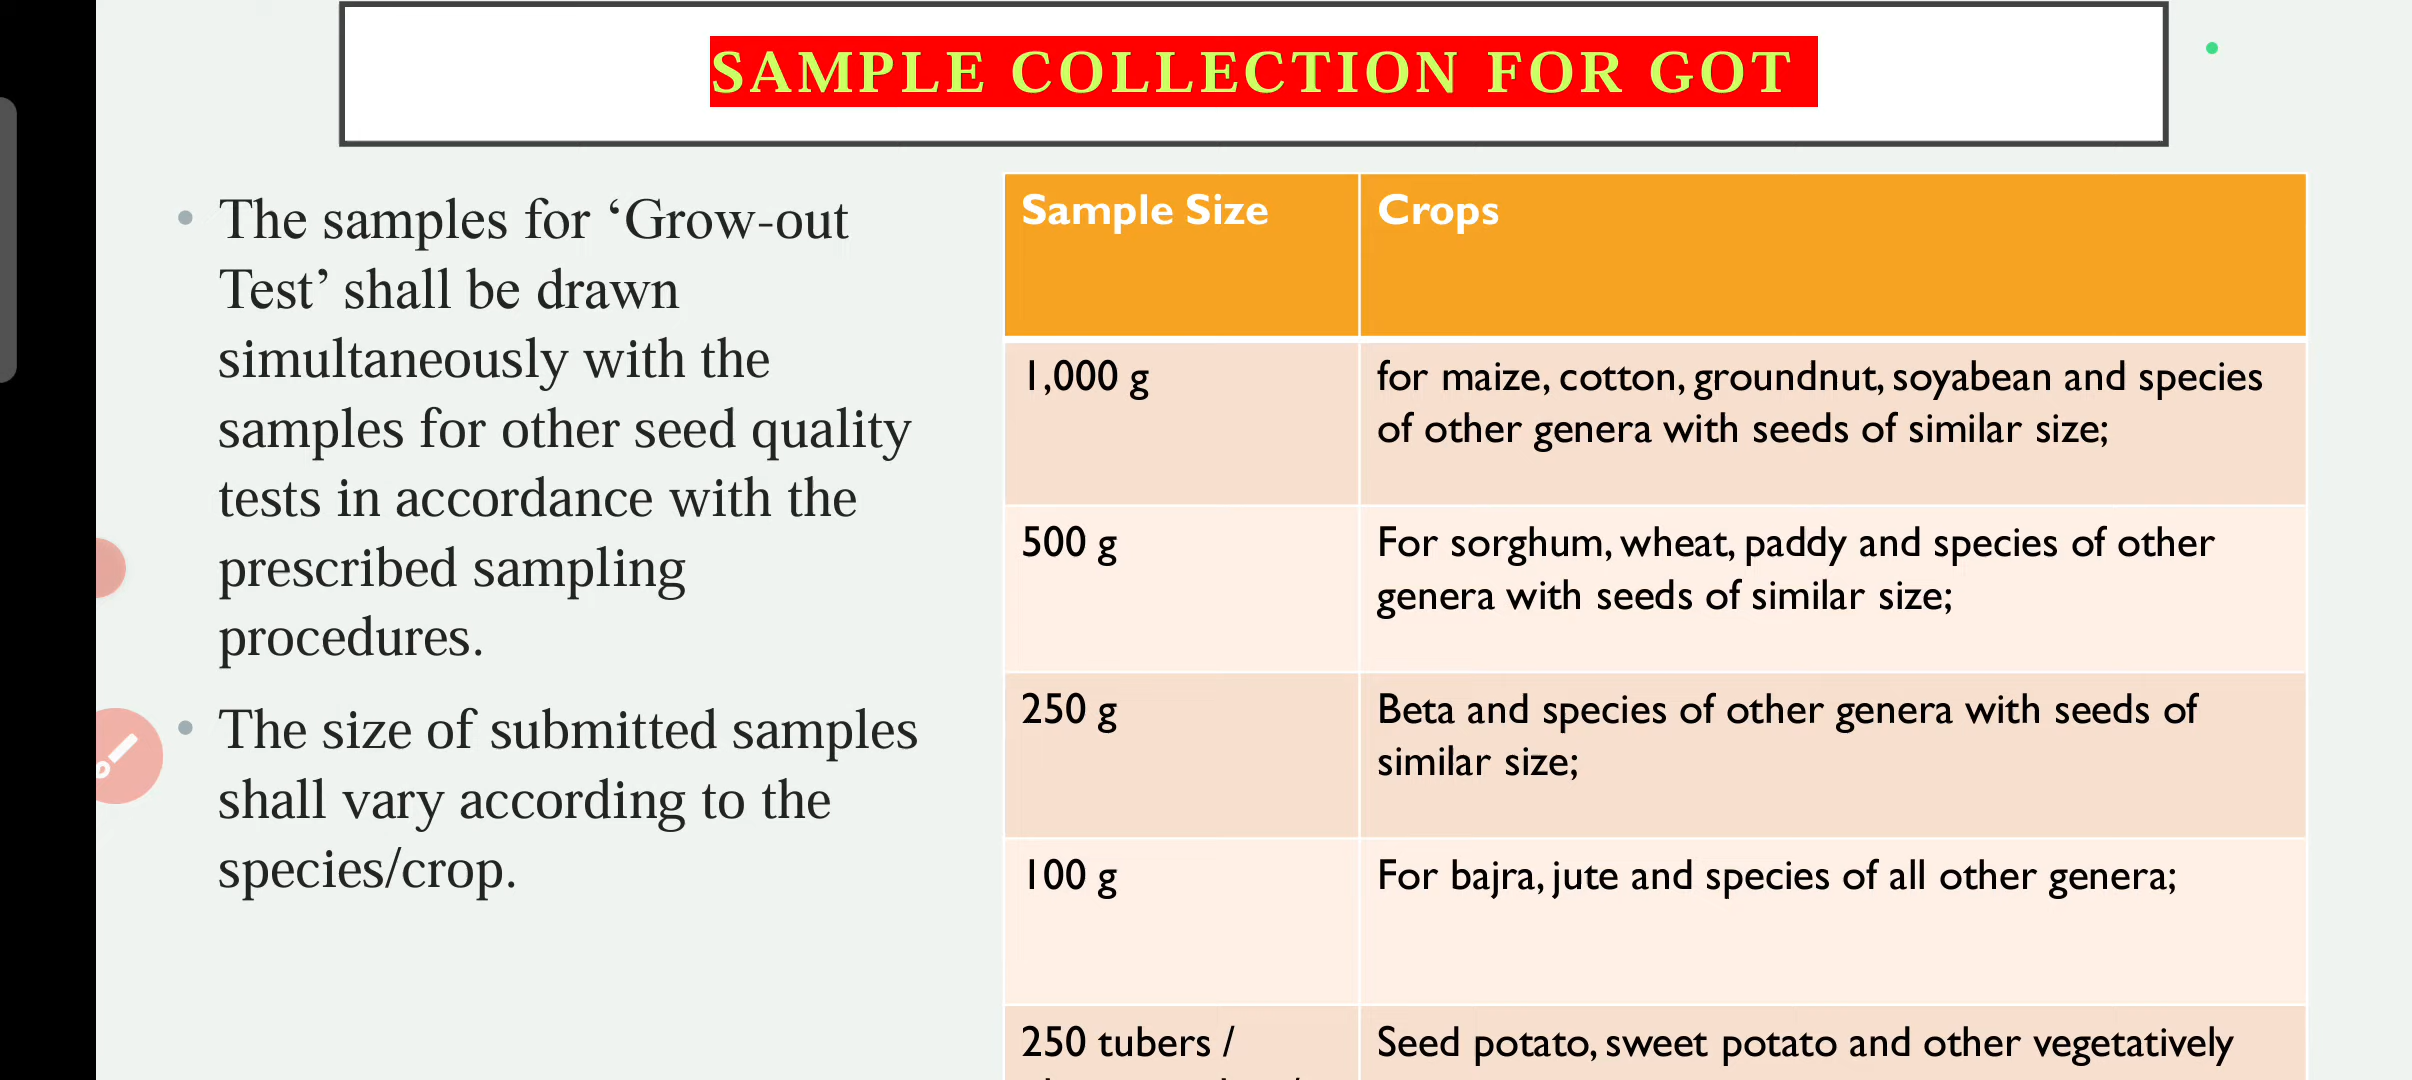 SAMPLE COLLECTION FOR GOT
• The samples for ‘Grow-out
Test’ shall be drawn
simultaneously with the
samples for other seed quality
tests in accordance with the
prescribed sampling
procedures.
• The size of submitted samples
shall vary according to the
species/crop.
Sample Size
Crops
1,000 g
for maize, cotton, groundnut, soyabean and species
of other genera with seeds of similar size;
500 g
For sorghum, wheat, paddy and species of other
genera with seeds of similar size;
250 g
Beta and species of other genera with seeds of
similar size;
100 g
For bajra, jute and species of all other genera;
250 tubers /
Seed potato, sweet potato and other vegetatively